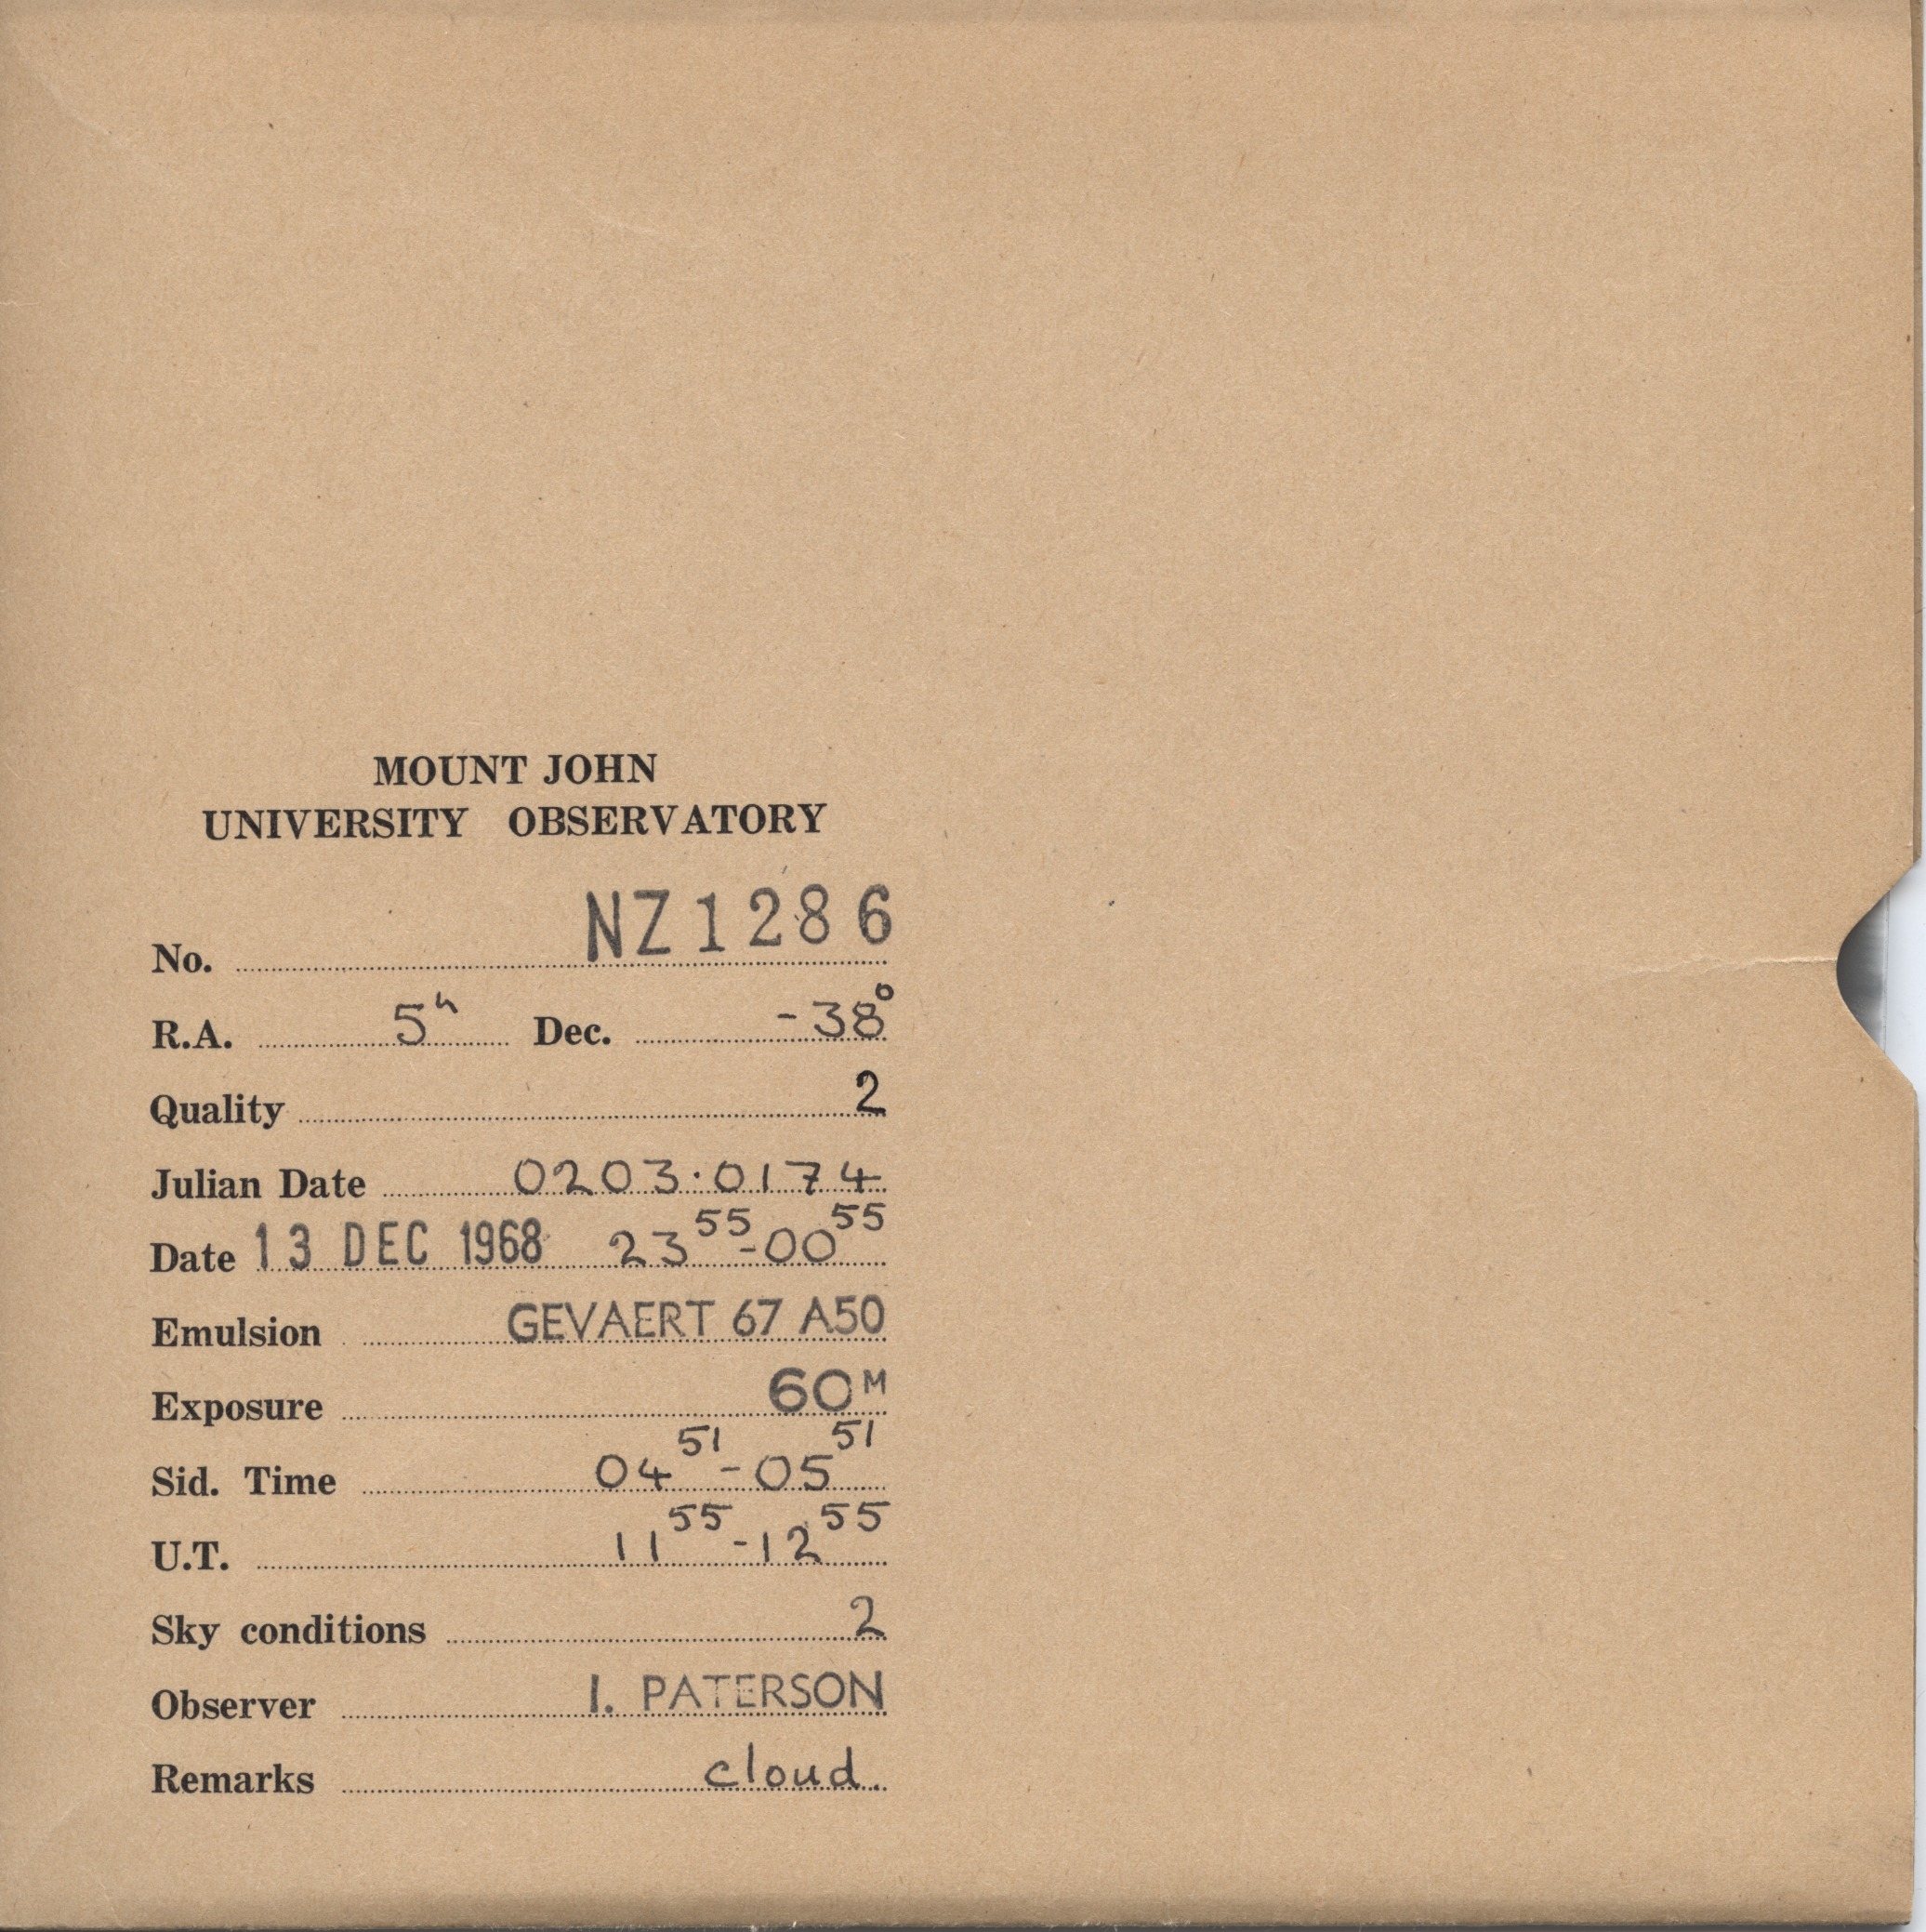 MOUNT JOHN
UNIVERSITY OBSERVATORY
No. NZ1286
R.A. 5h Dec. -38°
Quality 2
Julian Date 0203.0174
Date 13 DEC 1968 23 55 - 00 55
Emulsion GEVAERT 67 A50
Exposure 60M
Sid. Time 04 51 - 05 51
U.T. 11 55 - 12 55
Sky conditions 2
Observer I. PATERSON
Remarks cloud.